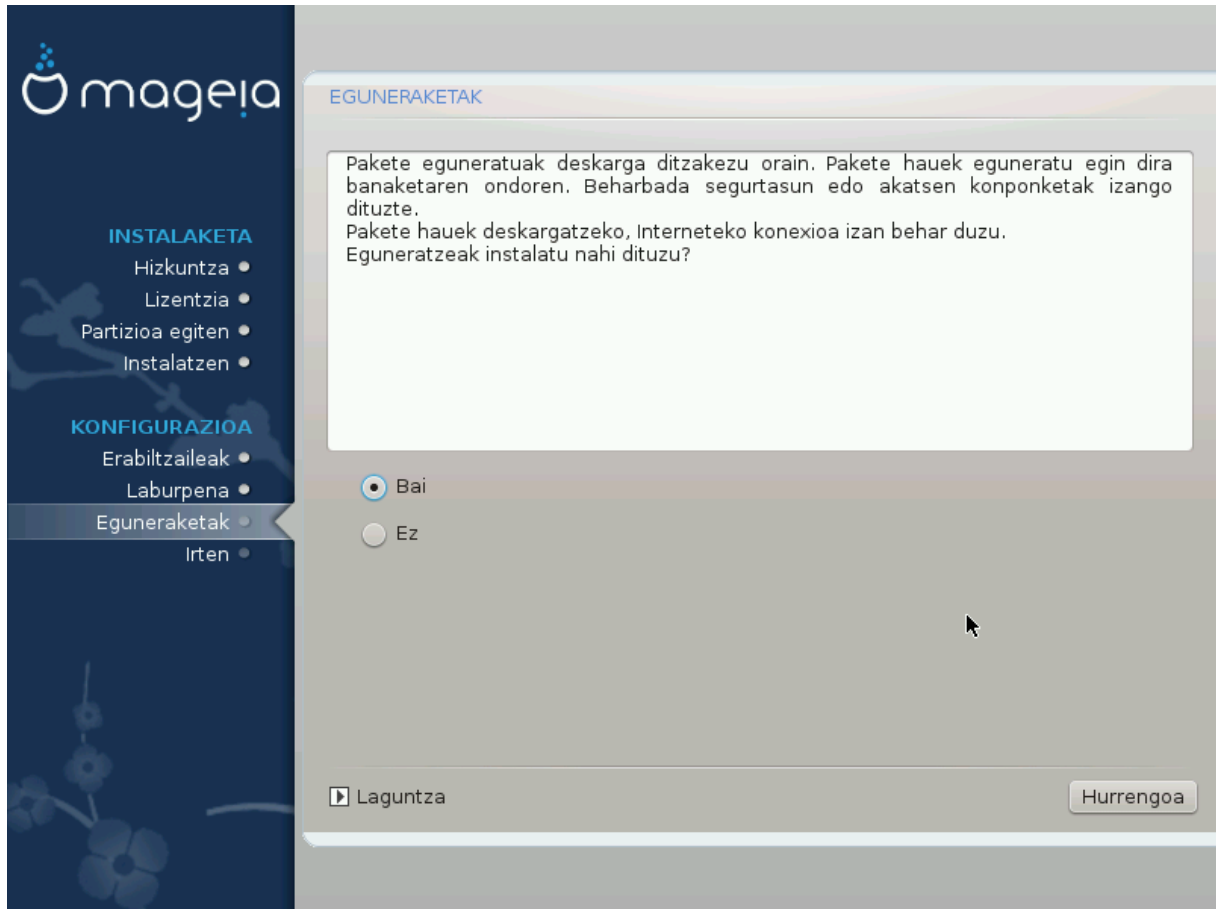 mageia
INSTALAKETA
Hizkuntza
Lizentzia
Partizioa egiten
Instalatzen
KONFIGURAZIOA
Erabiltzaileak
Laburpena
Eguneraketak
Irten
EGUNERAKETAK
Pakete eguneratuak deskarga ditzakezu orain. Pakete hauek eguneratu egin dira
banaketaren ondoren. Beharbada segurtasun edo akatsen konponketak izango
dituzte.
Pakete hauek deskargatzeko, Interneteko konexioa izan behar duzu.
Eguneratzeak instalatu nahi dituzu?
Bai
Ez
Laguntza
Hurrengoa